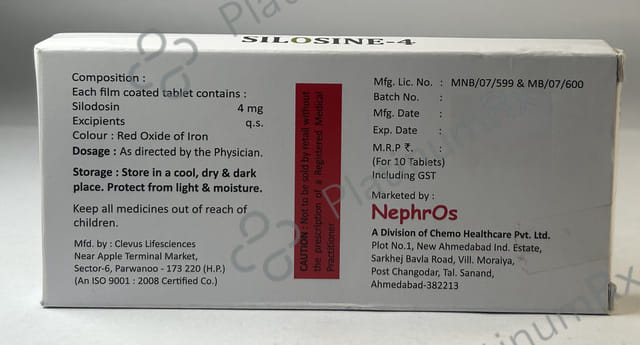 SILOSINE-4
Composition :
Each film coated tablet contains :
Silodosin 4 mg
Excipients q.s.
Colour : Red Oxide of Iron
Dosage : As directed by the Physician.
Storage : Store in a cool, dry & dark
place. Protect from light & moisture.
Keep all medicines out of reach of
children.
Mfd. by : Clevus Lifesciences
Near Apple Terminal Market,
Sector-6, Parwanoo - 173 220 (H.P.)
(An ISO 9001 : 2008 Certified Co.)
CAUTION : Not to be sold by retail without
the prescription of a Registered Medical
Practitioner.
Mfg. Lic. No. : MNB/07/599 & MB/07/600
Batch No. :
Mfg. Date :
Exp. Date :
M.R.P ₹. :
(For 10 Tablets)
Including GST
Marketed by :
NephrOs
A Division of Chemo Healthcare Pvt. Ltd.
Plot No.1, New Ahmedabad Ind. Estate,
Sarkhej Bavla Road, Vill. Moraiya,
Post Changodar, Tal. Sanand,
Ahmedabad-382213
PlatinumRx